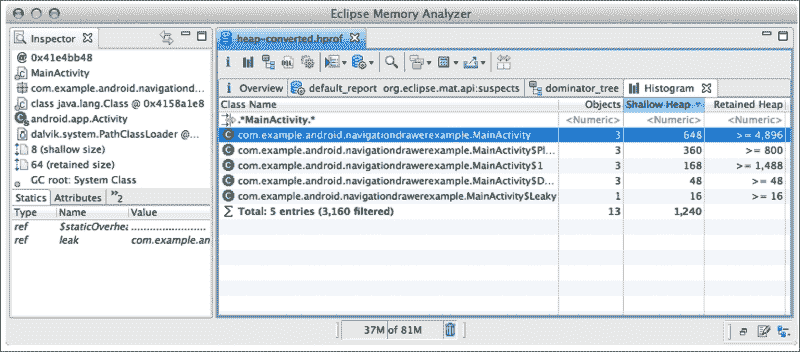 Eclipse Memory Analyzer
Inspector
@ 0x41e4bb48
MainActivity
com.example.android.navigationd...
class java.lang.Class @ 0x4158a1e8
android.app.Activity
dalvik.system.PathClassLoader @...
8 (shallow size)
64 (retained size)
GC root: System Class
Statics Attributes »2
Type Name Value
ref $staticOverhe ........................
ref leak com.example.an
heap-converted.hprof
i Overview default_report org.eclipse.mat.api:suspects dominator_tree Histogram
Class Name Objects Shallow Heap Retained Heap
.*MainActivity.* <Numeric> <Numeric> <Numeric>
com.example.android.navigationdrawerexample.MainActivity 3 648 >= 4,896
com.example.android.navigationdrawerexample.MainActivity$Pl... 3 360 >= 800
com.example.android.navigationdrawerexample.MainActivity$1 3 168 >= 1,488
com.example.android.navigationdrawerexample.MainActivity$D... 3 48 >= 48
com.example.android.navigationdrawerexample.MainActivity$Leaky 1 16 >= 16
Σ Total: 5 entries (3,160 filtered) 13 1,240
37M of 81M